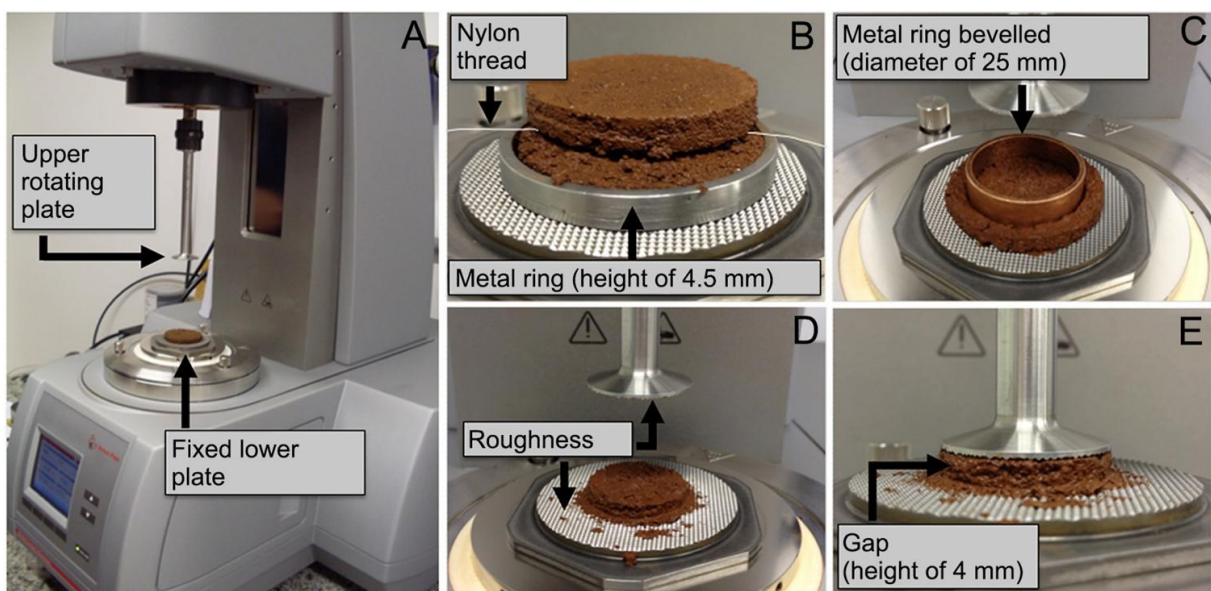 A
Upper
rotating
plate
Fixed lower
plate
B
Nylon
thread
Metal ring (height of 4.5 mm)
C
Metal ring bevelled
(diameter of 25 mm)
D
Roughness
E
Gap
(height of 4 mm)